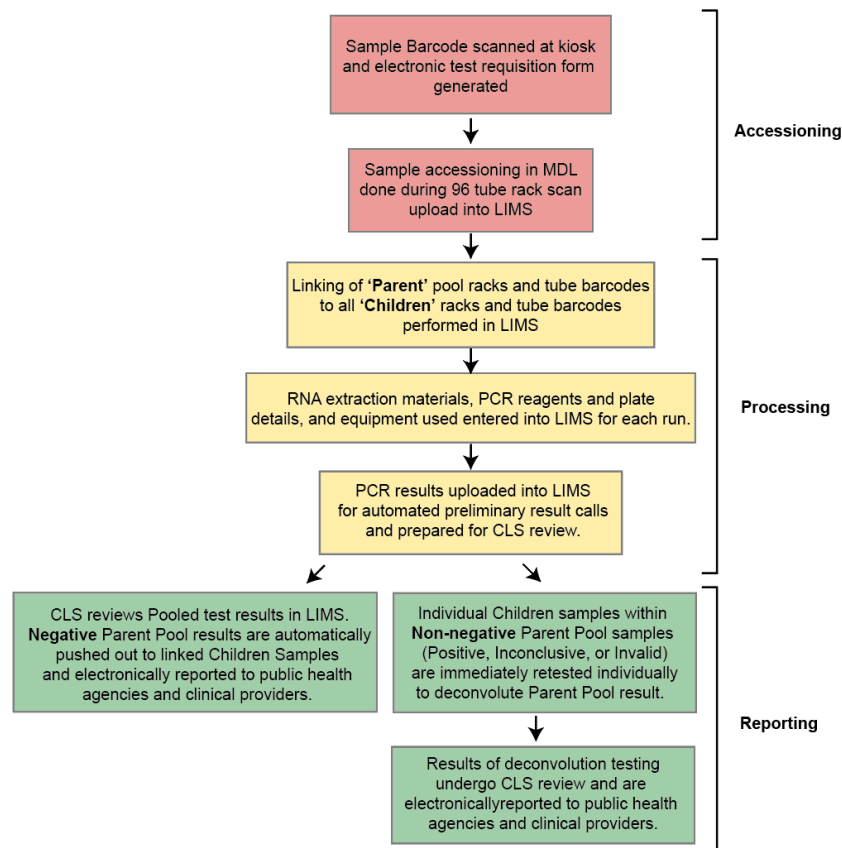 Sample Barcode scanned at kiosk
and electronic test requisition form
generated
Accessioning
Sample accessioning in MDL
done during 96 tube rack scan
upload into LIMS
Linking of ‘Parent’ pool racks and tube barcodes
to all ‘Children’ racks and tube barcodes
performed in LIMS
RNA extraction materials, PCR reagents and plate
details, and equipment used entered into LIMS for each run.
Processing
PCR results uploaded into LIMS
for automated preliminary result calls
and prepared for CLS review.
CLS reviews Pooled test results in LIMS.
Negative Parent Pool results are automatically
pushed out to linked Children Samples
and electronically reported to public health
agencies and clinical providers.
Individual Children samples within
Non-negative Parent Pool samples
(Positive, Inconclusive, or Invalid)
are immediately retested individually
to deconvolute Parent Pool result.
Reporting
Results of deconvolution testing
undergo CLS review and are
electronicallyreported to public health
agencies and clinical providers.